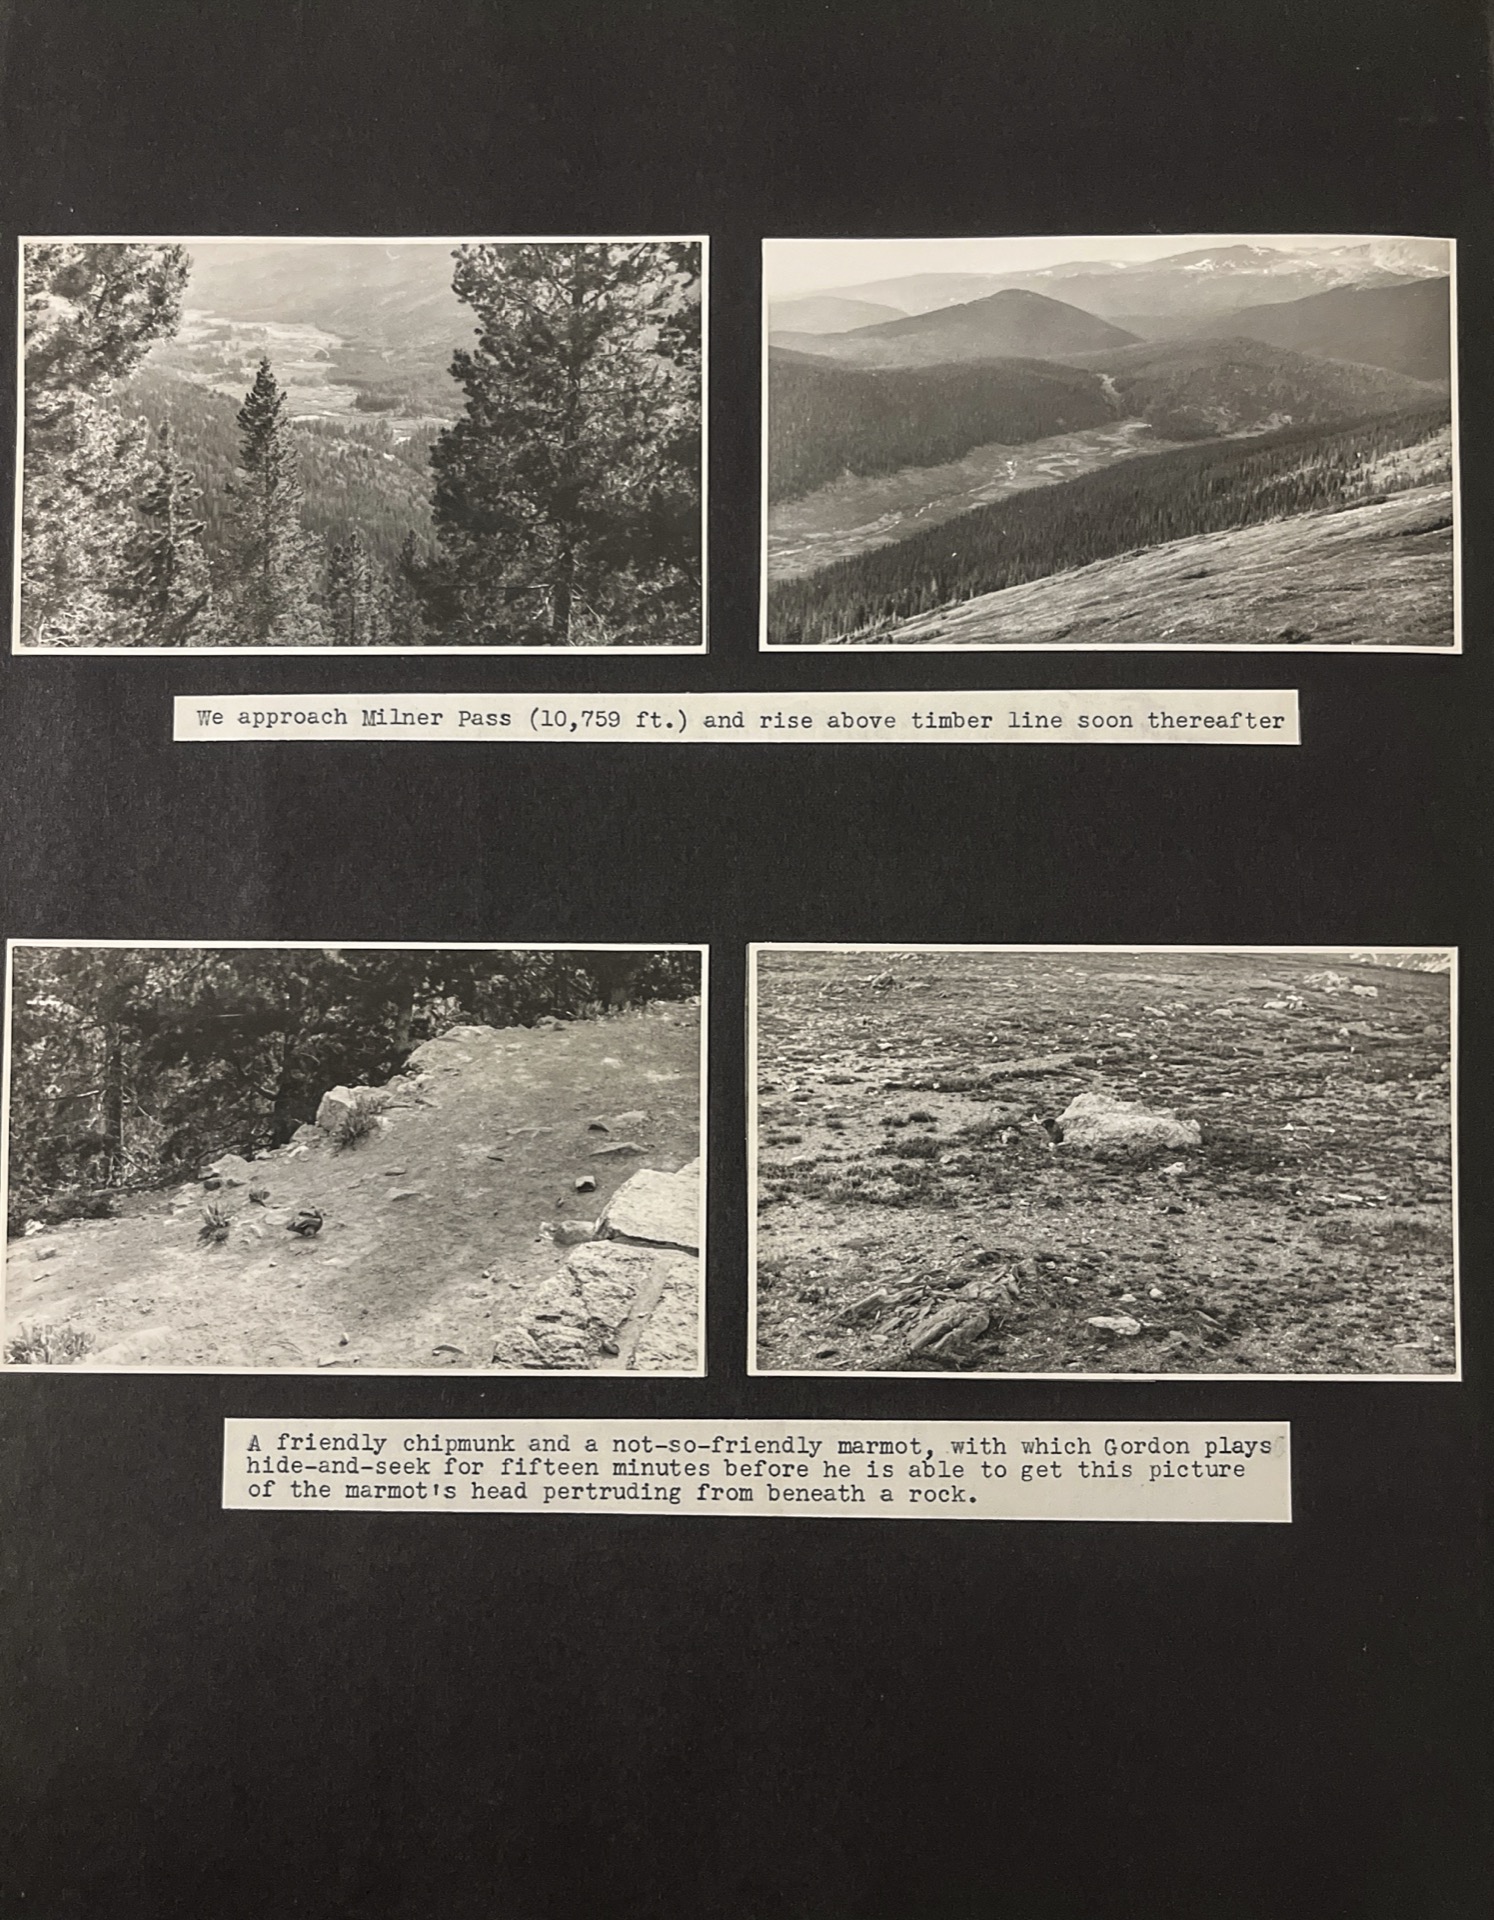 We approach Milner Pass (10,759 ft.) and rise above timber line soon thereafter
A friendly chipmunk and a not-so-friendly marmot, with which Gordon plays
hide-and-seek for fifteen minutes before he is able to get this picture
of the marmot's head pertruding from beneath a rock.